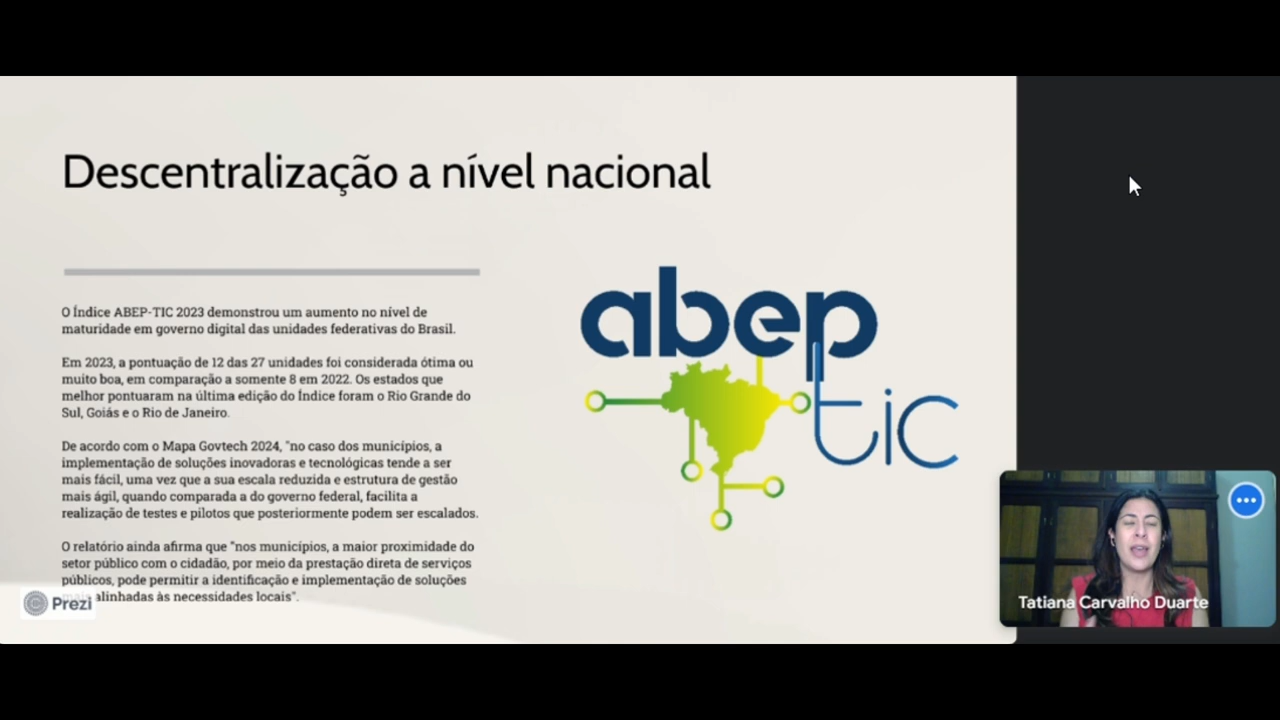 Descentralização a nível nacional
O Índice ABEP-TIC 2023 demonstrou um aumento no nível de
maturidade em governo digital das unidades federativas do Brasil.
Em 2023, a pontuação de 12 das 27 unidades foi considerada ótima ou
muito boa, em comparação a somente 8 em 2022. Os estados que
melhor pontuaram na última edição do Índice foram o Rio Grande do
Sul, Goiás e o Rio de Janeiro.
De acordo com o Mapa Govtech 2024, "no caso dos municípios, a
implementação de soluções inovadoras e tecnológicas tende a ser
mais fácil, uma vez que a sua escala reduzida e estrutura de gestão
mais ágil, quando comparada a do governo federal, facilita a
realização de testes e pilotos que posteriormente podem ser escalados.
O relatório ainda afirma que "nos municípios, a maior proximidade do
setor público com o cidadão, por meio da prestação direta de serviços
públicos, pode permitir a identificação e implementação de soluções
mais alinhadas às necessidades locais".
Prezi
abep
tic
Tatiana Carvalho Duarte